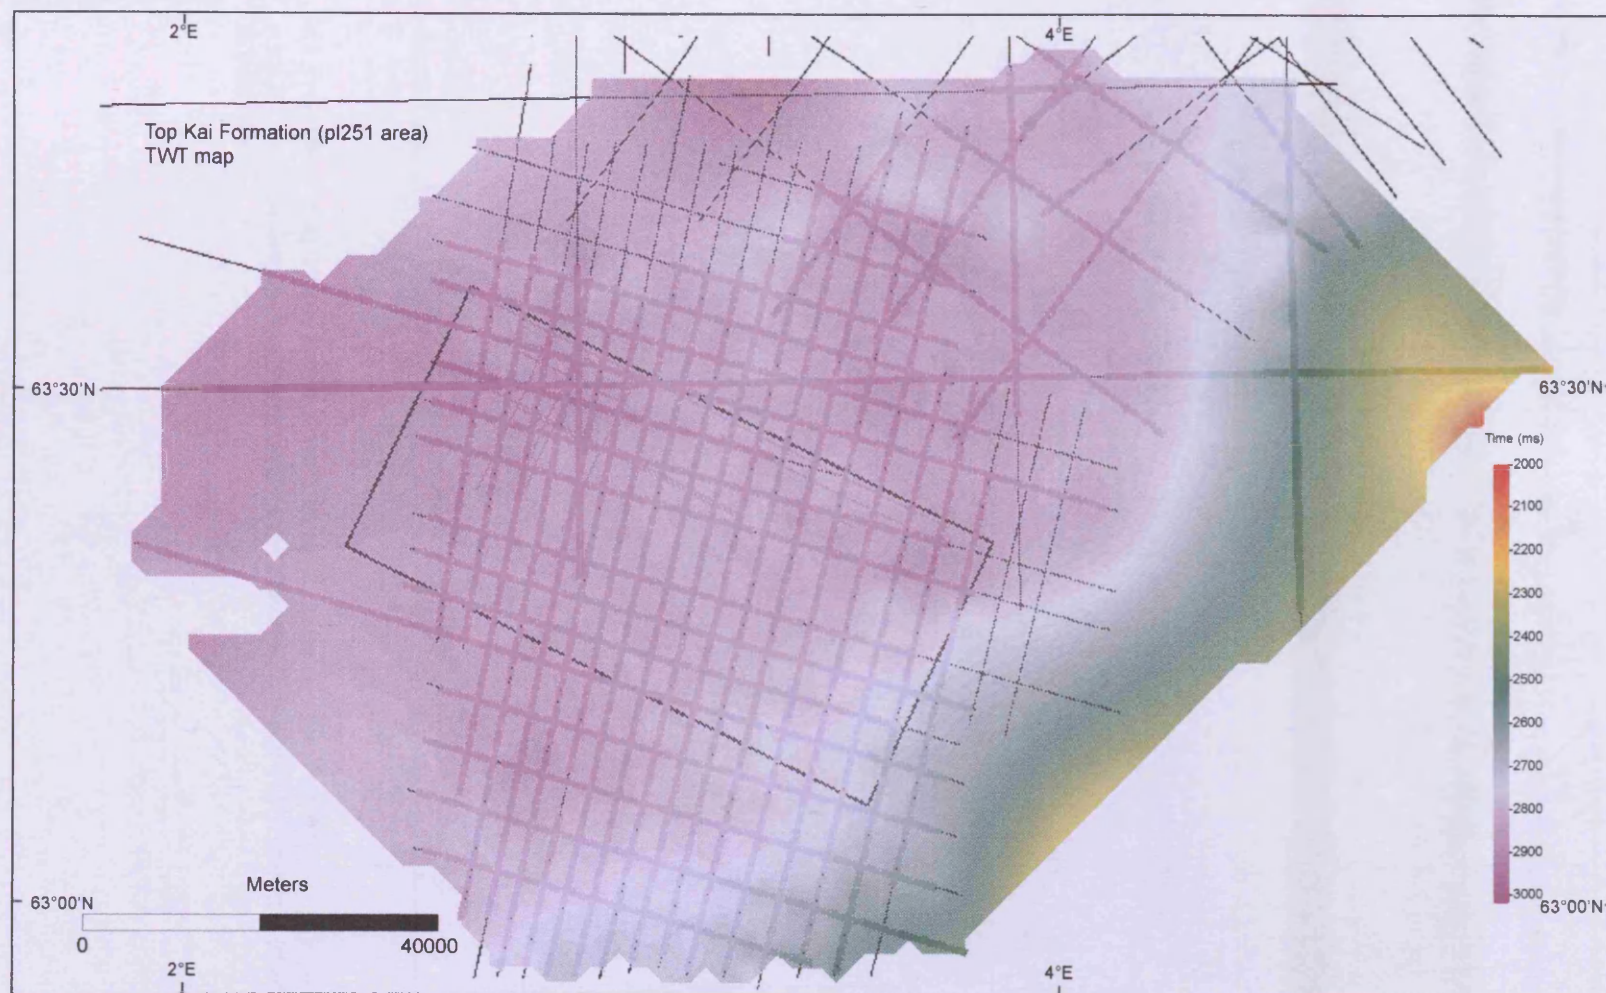 2°E
4°E
Top Kai Formation (pl251 area)
TWT map
63°30'N
63°30'N
Time (ms)
-2000
-2100
-2200
-2300
-2400
-2500
-2600
-2700
-2800
-2900
-3000
Meters
0
40000
63°00'N
63°00'N
2°E
4°E